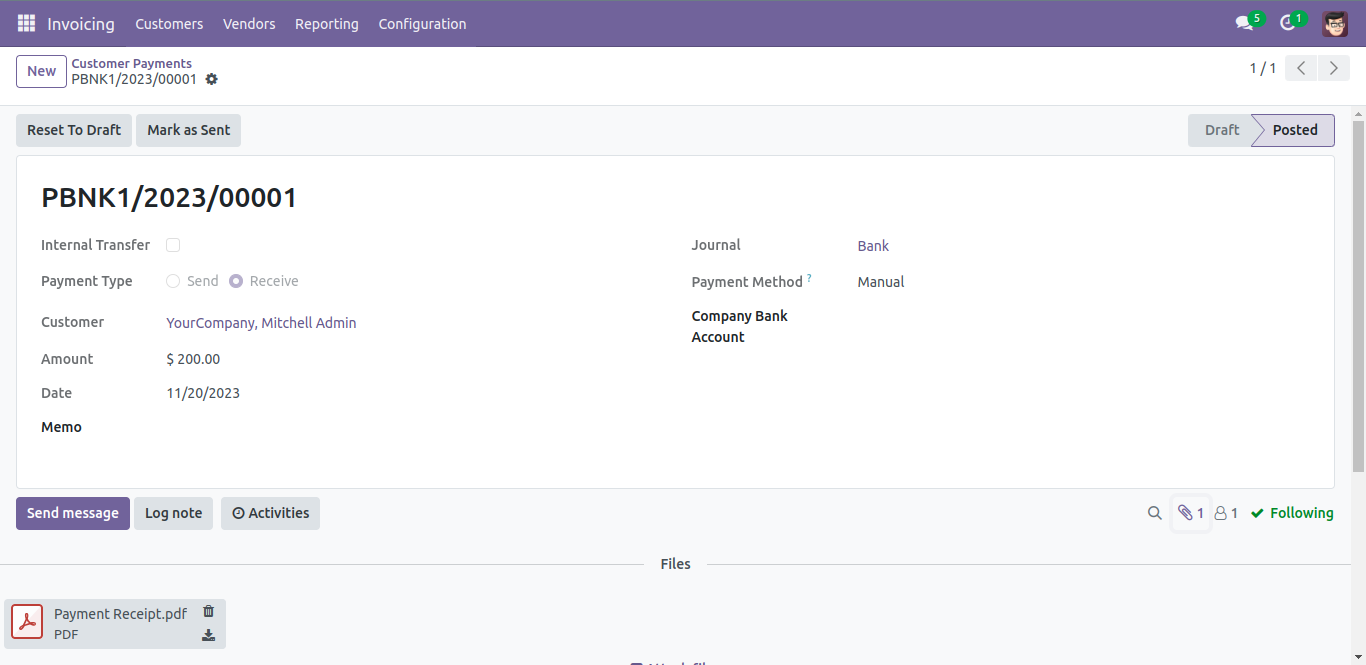 Invoicing Customers Vendors Reporting Configuration 5 1
New Customer Payments
PBNK1/2023/00001
1 / 1
Reset To Draft Mark as Sent Draft Posted
PBNK1/2023/00001
Internal Transfer
Payment Type Send Receive
Customer YourCompany, Mitchell Admin
Amount $ 200.00
Date 11/20/2023
Memo
Journal Bank
Payment Method ? Manual
Company Bank
Account
Send message Log note Activities 1 1 Following
Files
Payment Receipt.pdf
PDF